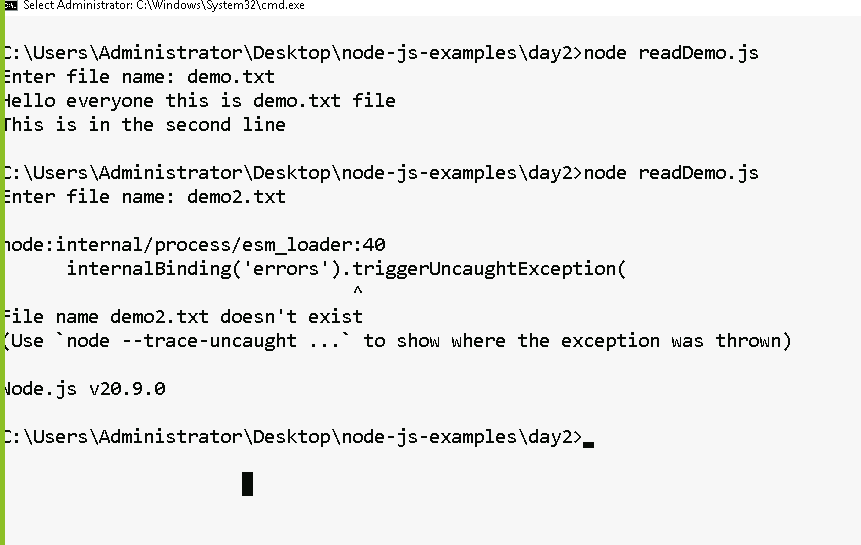 Select Administrator: C:\Windows\System32\cmd.exe
C:\Users\Administrator\Desktop\node-js-examples\day2>node readDemo.js
Enter file name: demo.txt
Hello everyone this is demo.txt file
This is in the second line
C:\Users\Administrator\Desktop\node-js-examples\day2>node readDemo.js
Enter file name: demo2.txt
node:internal/process/esm_loader:40
internalBinding('errors').triggerUncaughtException(
^
File name demo2.txt doesn't exist
(Use `node --trace-uncaught ...` to show where the exception was thrown)
Node.js v20.9.0
C:\Users\Administrator\Desktop\node-js-examples\day2>